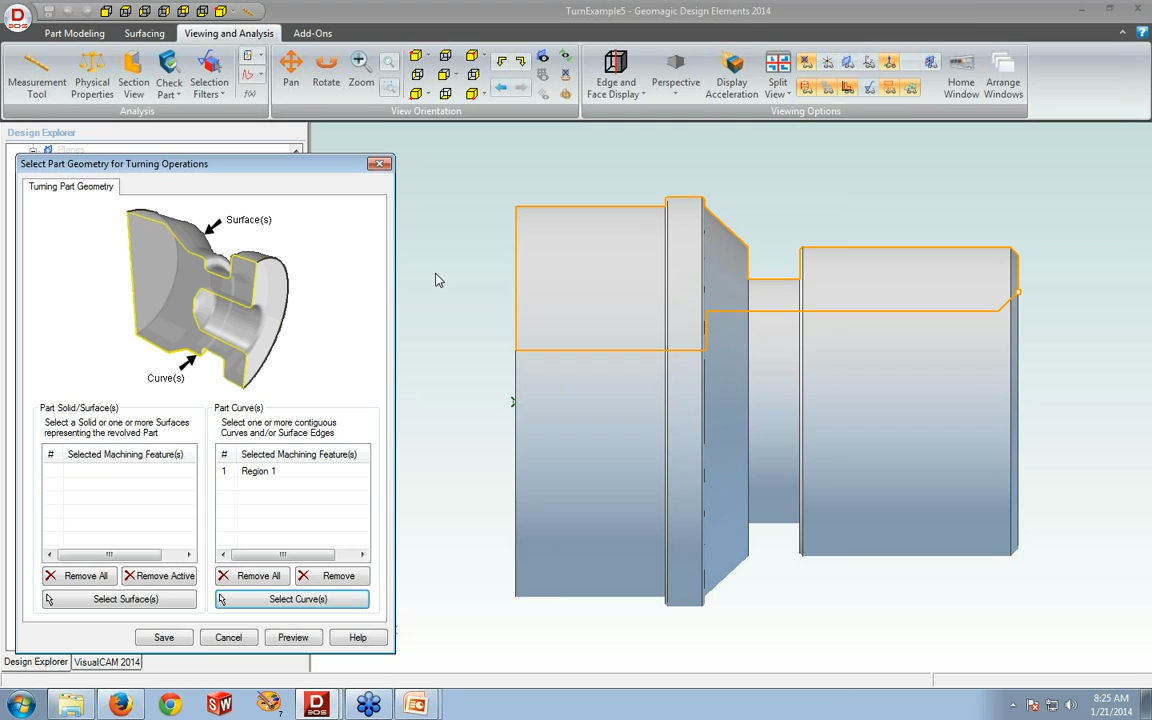 TurnExample5 - Geomagic Design Elements 2014
Part Modeling
Surfacing
Viewing and Analysis
Add-Ons
Measurement Tool
Physical Properties
Section View
Check Part
Selection Filters
f(x)
Pan
Rotate
Zoom
Edge and Face Display
Perspective
Display Acceleration
Split View
Home Window
Arrange Windows
Analysis
View Orientation
Viewing Options
Design Explorer
Planes
Select Part Geometry for Turning Operations
Turning Part Geometry
Surface(s)
Curve(s)
Part Solid/Surface(s)
Select a Solid or one or more Surfaces
representing the revolved Part
# Selected Machining Feature(s)
Remove All
Remove Active
Select Surface(s)
Part Curve(s)
Select one or more contiguous
Curves and/or Surface Edges
# Selected Machining Feature(s)
1 Region 1
Remove All
Remove
Select Curve(s)
Save
Cancel
Preview
Help
Design Explorer
VisualCAM 2014
8:25 AM
1/21/2014